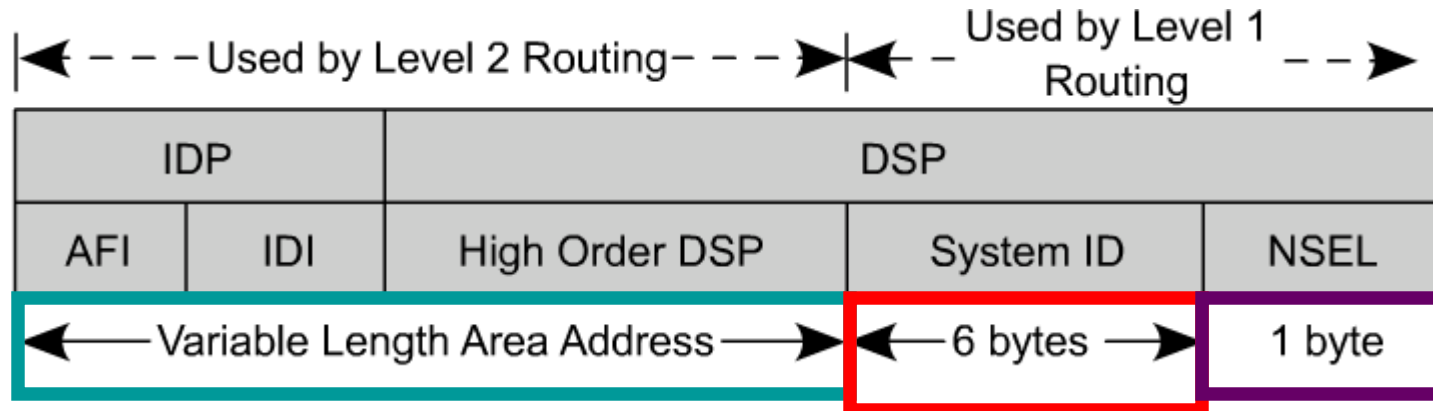 Used by Level 2 Routing
Used by Level 1
Routing
IDP DSP
AFI IDI High Order DSP System ID NSEL
Variable Length Area Address 6 bytes 1 byte